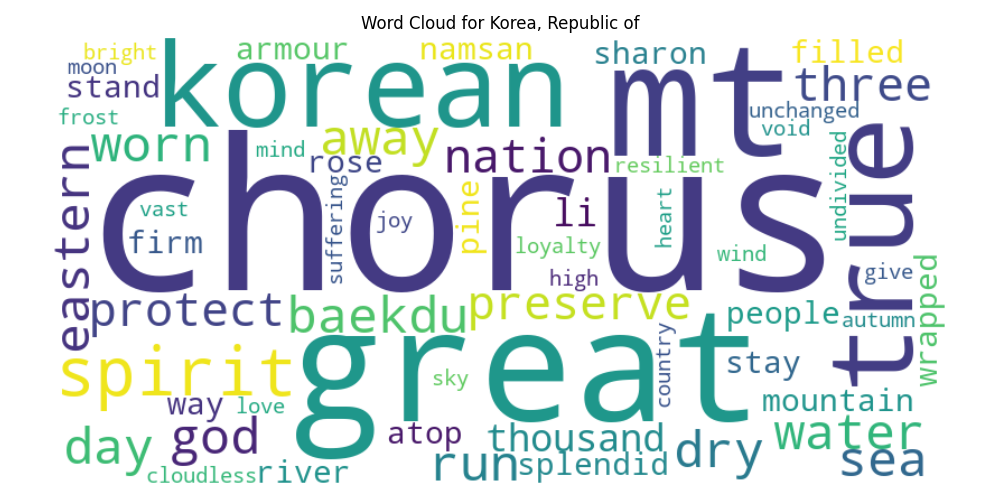 Word Cloud for Korea, Republic of
bright
armour
namsan
sharon
filled
moon
stand
korean
mt
three
frost
unchanged
void
worn
mind
rose
away
nation
resilient
true
eastern
chorus
vast
firm
suffering
joy
pine
li
loyalty
high
heart
wind
undivided
give
protect
baekdu
preserve
people
autumn
wrapped
spirit
great
sky
country
stay
way
love
mountain
day
god
atop
thousand
water
cloudless
river
run
splendid
dry
sea